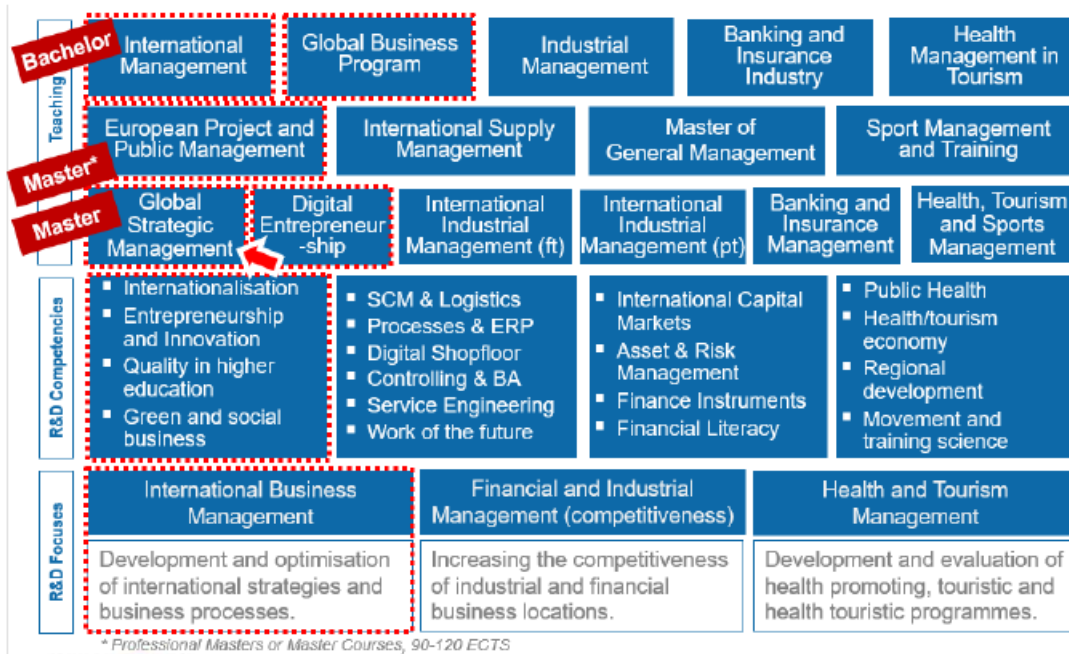 Bachelor
Teaching
International
Management
Global Business
Program
Industrial
Management
Banking and
Insurance
Industry
Health
Management in
Tourism
Master*
European Project and
Public Management
International Supply
Management
Master of
General Management
Sport Management
and Training
Master
Global
Strategic
Management
Digital
Entrepreneur
-ship
International
Industrial
Management (ft)
International
Industrial
Management (pt)
Banking and
Insurance
Management
Health, Tourism
and Sports
Management
R&D Competencies
▪ Internationalisation
▪ Entrepreneurship
and Innovation
▪ Quality in higher
education
▪ Green and social
business
▪ SCM & Logistics
▪ Processes & ERP
▪ Digital Shopfloor
▪ Controlling & BA
▪ Service Engineering
▪ Work of the future
▪ International Capital
Markets
▪ Asset & Risk
Management
▪ Finance Instruments
▪ Financial Literacy
▪ Public Health
▪ Health/tourism
economy
▪ Regional
development
▪ Movement and
training science
R&D Focuses
International Business
Management
Development and optimisation
of international strategies and
business processes.
Financial and Industrial
Management (competitiveness)
Increasing the competitiveness
of industrial and financial
business locations.
Health and Tourism
Management
Development and evaluation of
health promoting, touristic and
health touristic programmes.
* Professional Masters or Master Courses, 90-120 ECTS